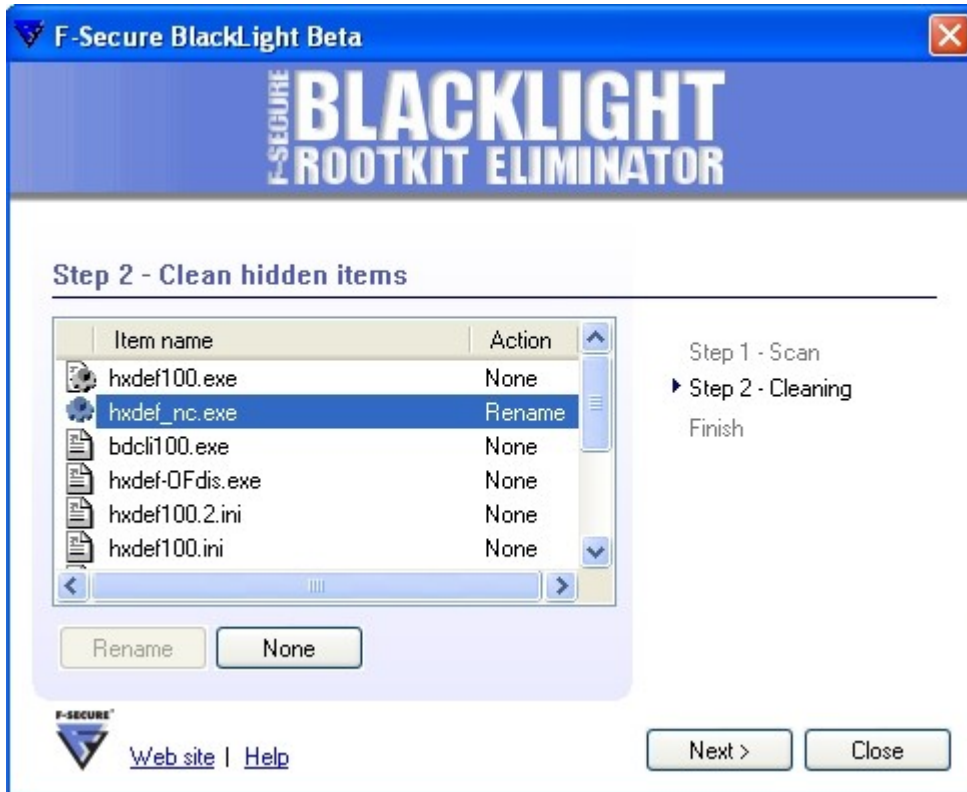 F-Secure BlackLight Beta
F-SECURE
BLACKLIGHT
ROOTKIT ELIMINATOR
Step 2 - Clean hidden items
Item name Action
hxdef100.exe None
hxdef_nc.exe Rename
bdcli100.exe None
hxdef-OFdis.exe None
hxdef100.2.ini None
hxdef100.ini None
Rename None
Step 1 - Scan
Step 2 - Cleaning
Finish
F-SECURE
Web site | Help
Next > Close